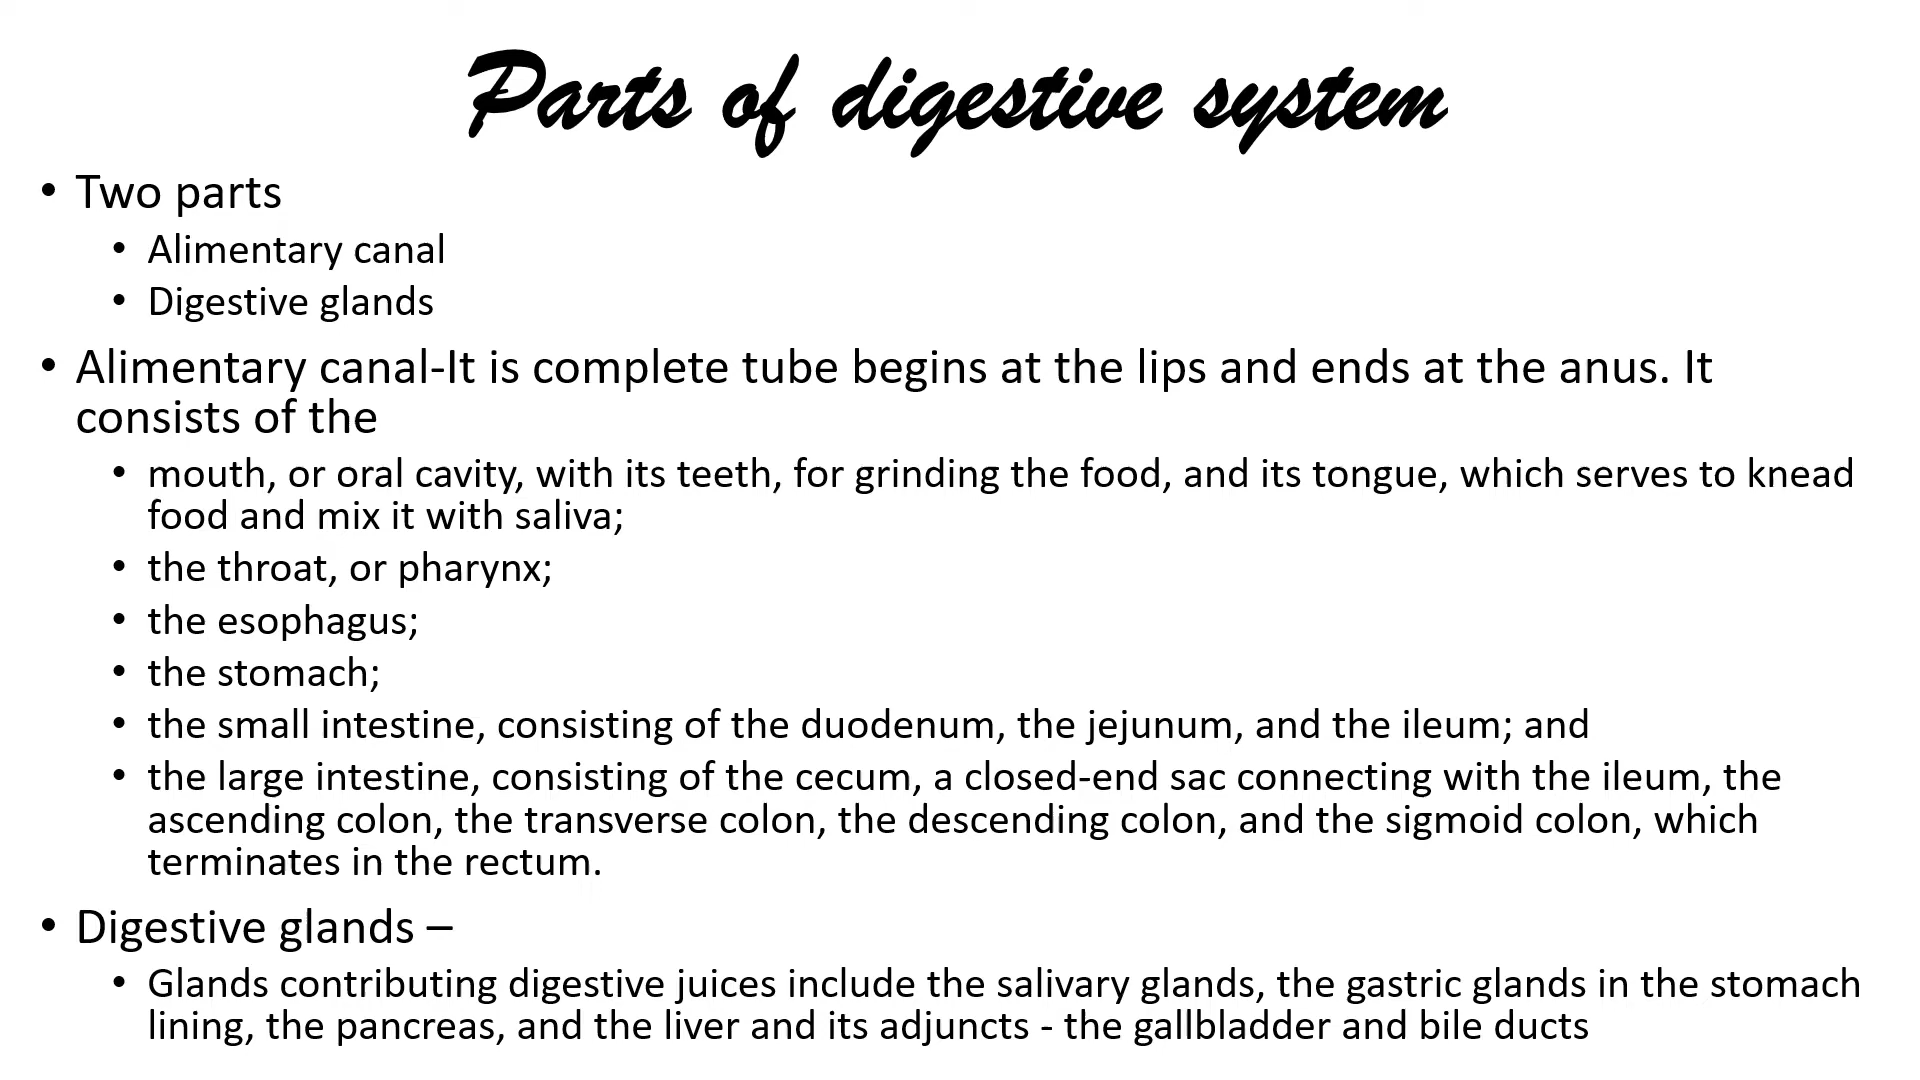 Parts of digestive system
• Two parts
• Alimentary canal
• Digestive glands
• Alimentary canal-It is complete tube begins at the lips and ends at the anus. It
consists of the
• mouth, or oral cavity, with its teeth, for grinding the food, and its tongue, which serves to knead
food and mix it with saliva;
• the throat, or pharynx;
• the esophagus;
• the stomach;
• the small intestine, consisting of the duodenum, the jejunum, and the ileum; and
• the large intestine, consisting of the cecum, a closed-end sac connecting with the ileum, the
ascending colon, the transverse colon, the descending colon, and the sigmoid colon, which
terminates in the rectum.
• Digestive glands –
• Glands contributing digestive juices include the salivary glands, the gastric glands in the stomach
lining, the pancreas, and the liver and its adjuncts - the gallbladder and bile ducts